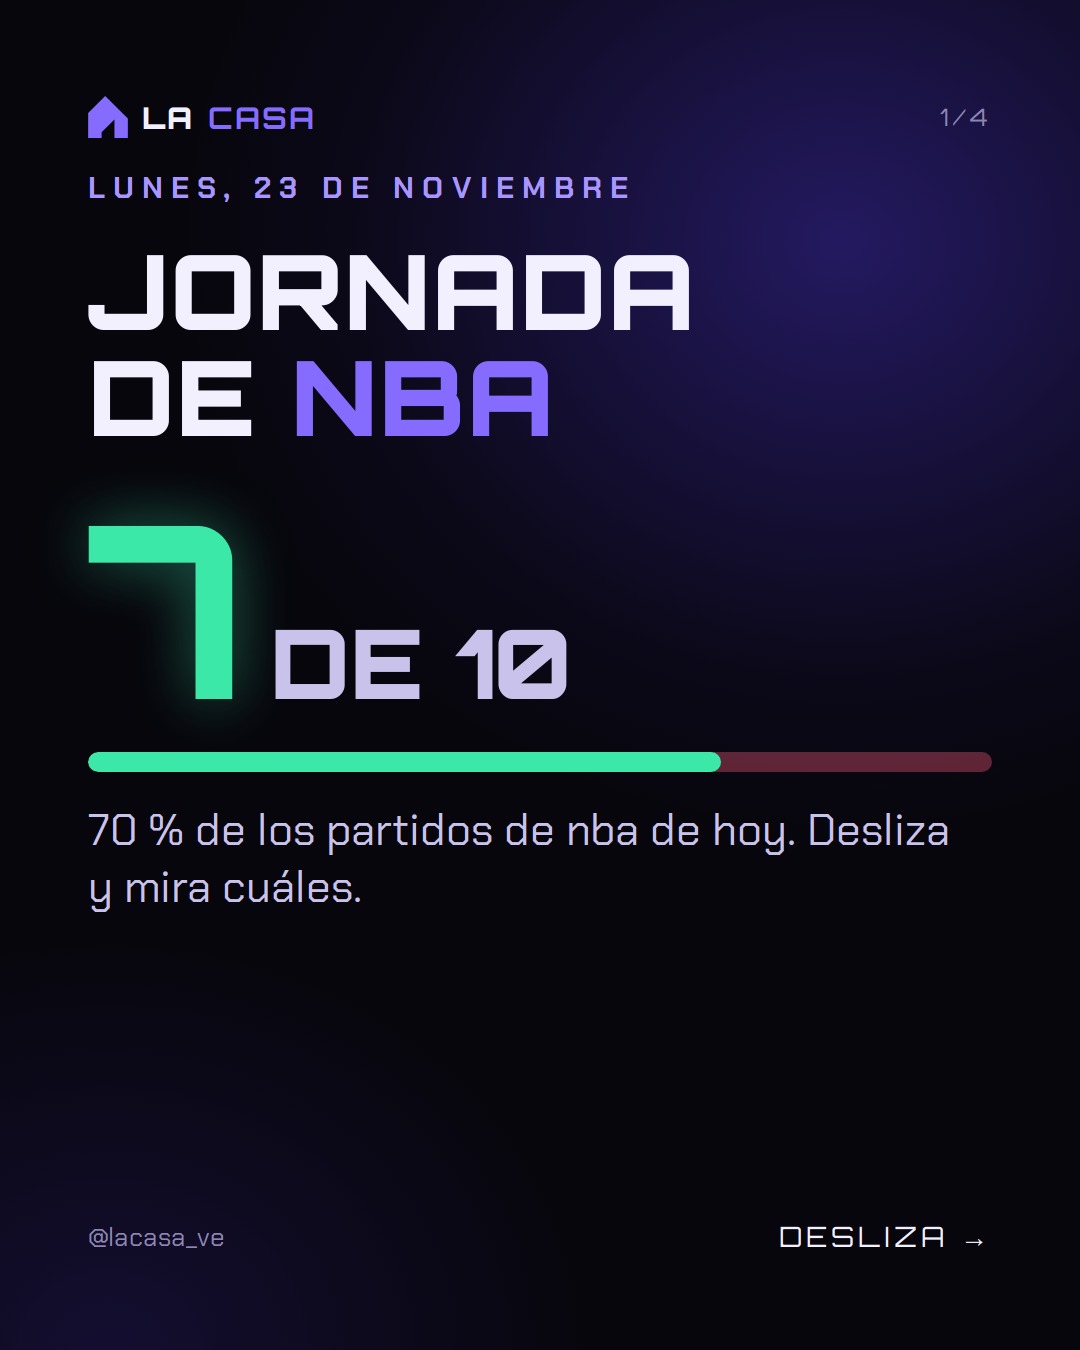 LA CASA
1/4
LUNES, 23 DE NOVIEMBRE
JORNADA
DE NBA
7 DE 10
70 % de los partidos de nba de hoy. Desliza
y mira cuáles.
@lacasa_ve
DESLIZA →